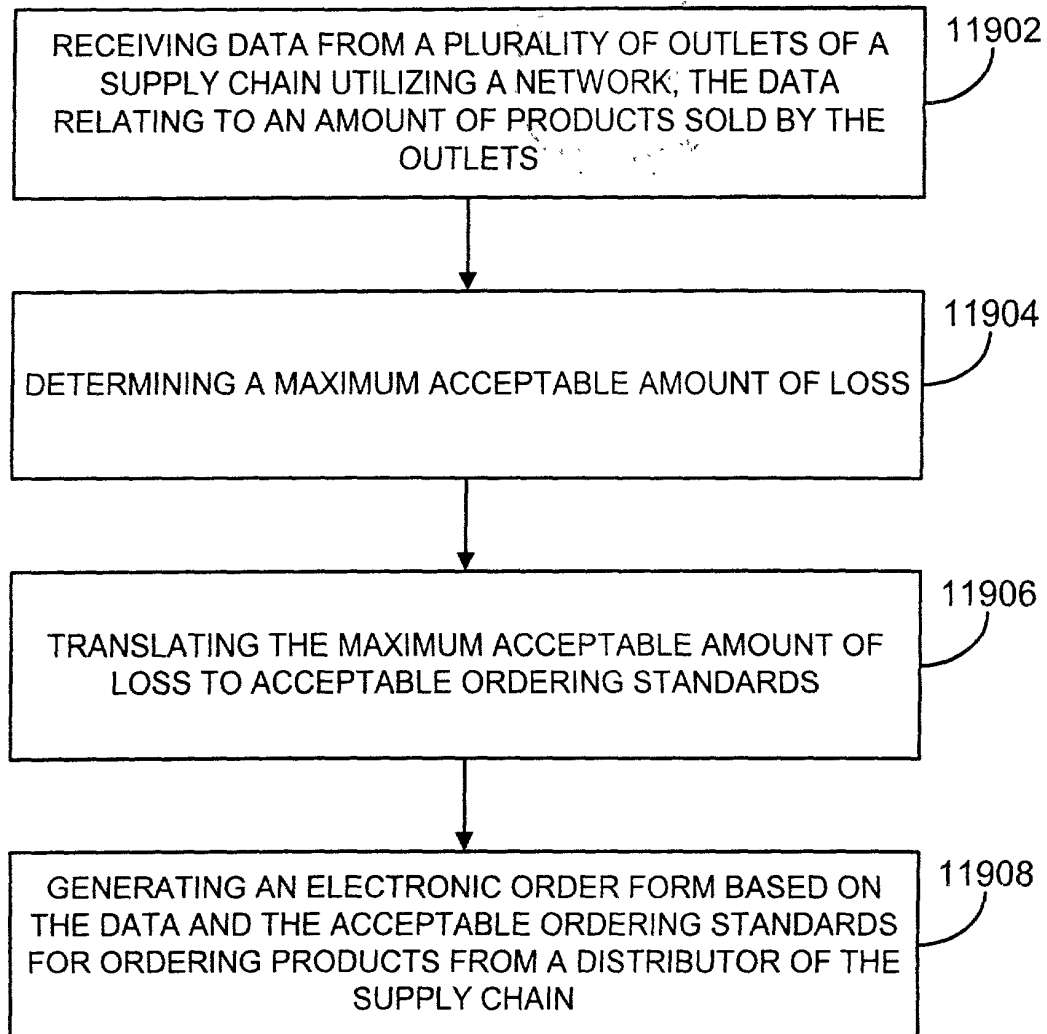 RECEIVING DATA FROM A PLURALITY OF OUTLETS OF A
SUPPLY CHAIN UTILIZING A NETWORK, THE DATA
RELATING TO AN AMOUNT OF PRODUCTS SOLD BY THE
OUTLETS
11902
DETERMINING A MAXIMUM ACCEPTABLE AMOUNT OF LOSS
11904
TRANSLATING THE MAXIMUM ACCEPTABLE AMOUNT OF
LOSS TO ACCEPTABLE ORDERING STANDARDS
11906
GENERATING AN ELECTRONIC ORDER FORM BASED ON
THE DATA AND THE ACCEPTABLE ORDERING STANDARDS
FOR ORDERING PRODUCTS FROM A DISTRIBUTOR OF THE
SUPPLY CHAIN
11908